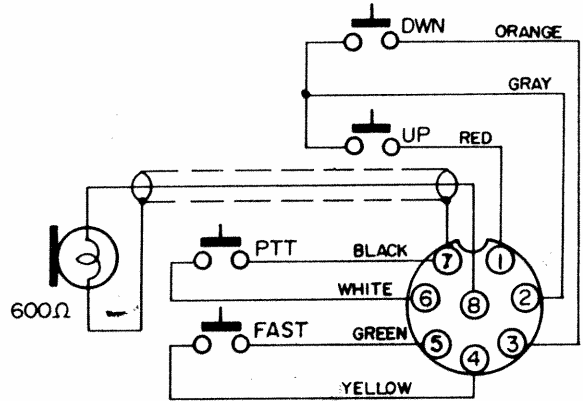 DWN
ORANGE
GRAY
UP
RED
PTT
BLACK
7
1
WHITE
6
8
2
600Ω
FAST
GREEN
5
4
3
YELLOW